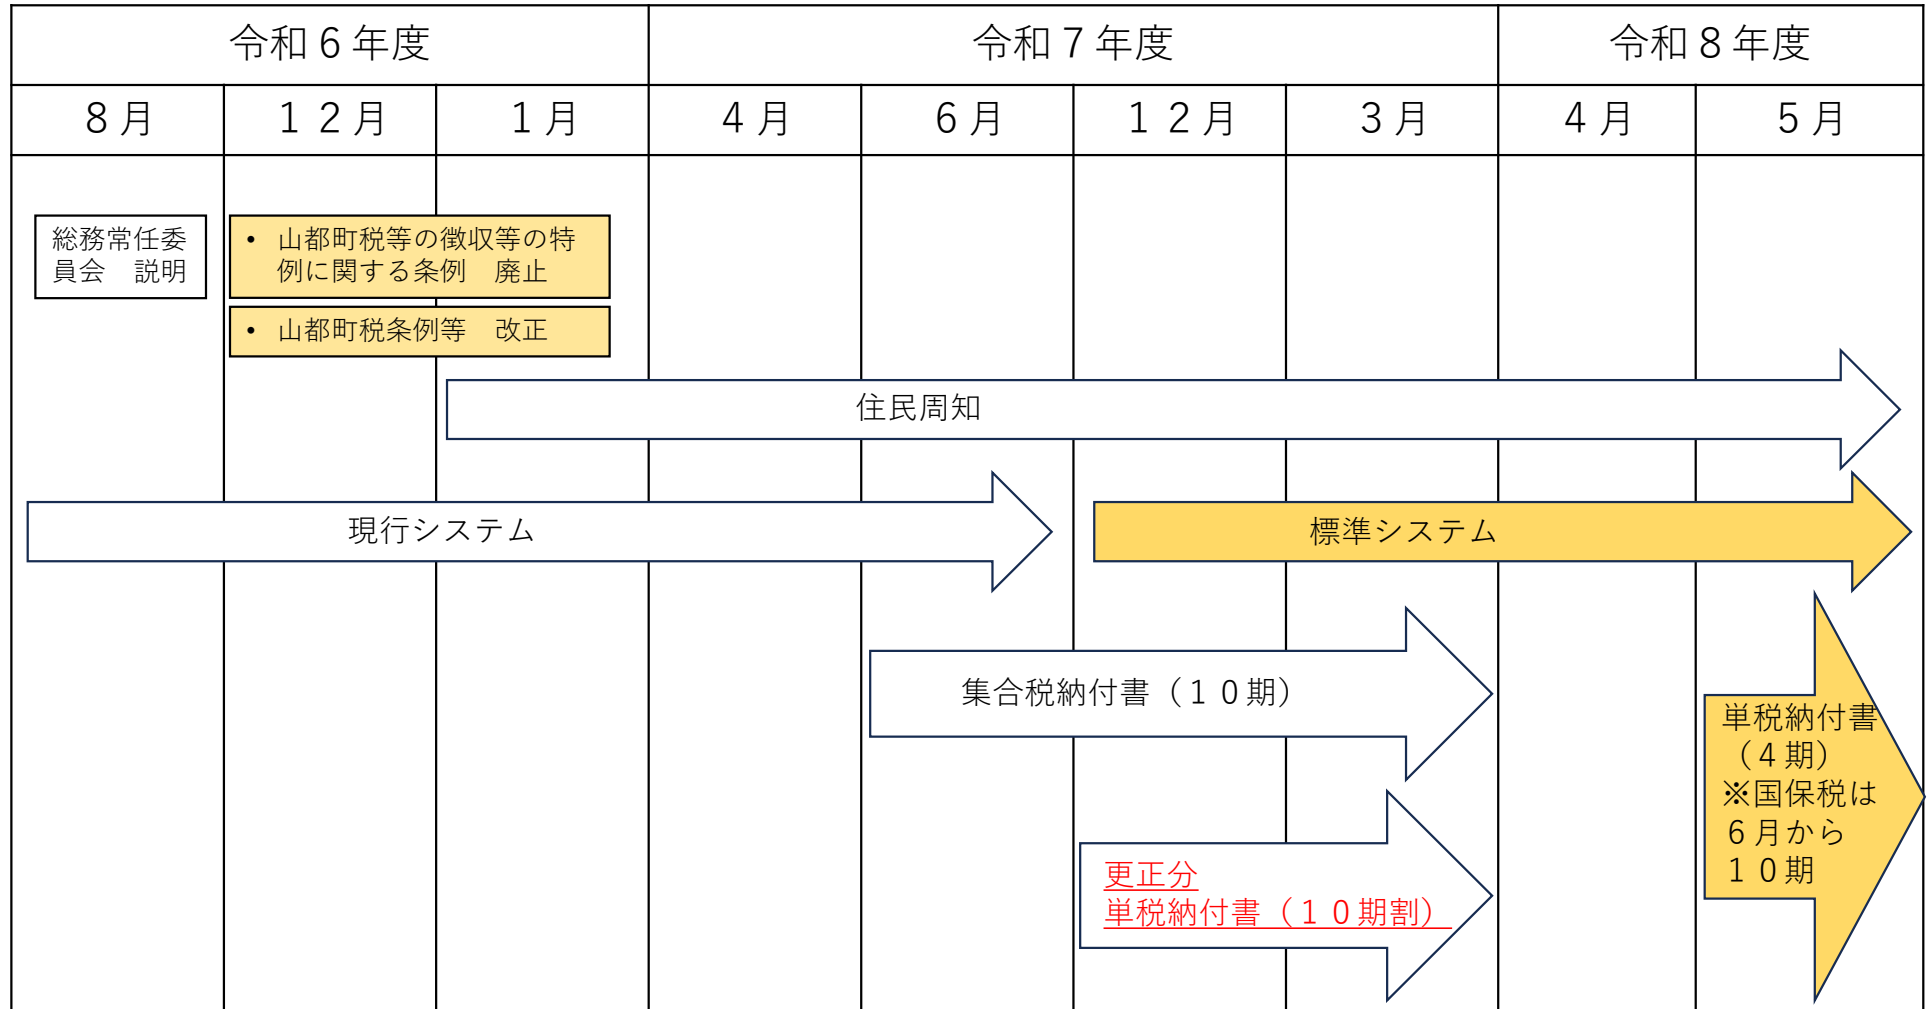 令和６年度
令和７年度
令和８年度
８月
１２月
１月
４月
６月
１２月
３月
４月
５月
総務常任委
員会　説明
• 山都町税等の徴収等の特
例に関する条例　廃止
• 山都町税条例等　改正
住民周知
現行システム
標準システム
集合税納付書（１０期）
単税納付書
（４期）
※国保税は
６月から
１０期
更正分
単税納付書（１０期割）